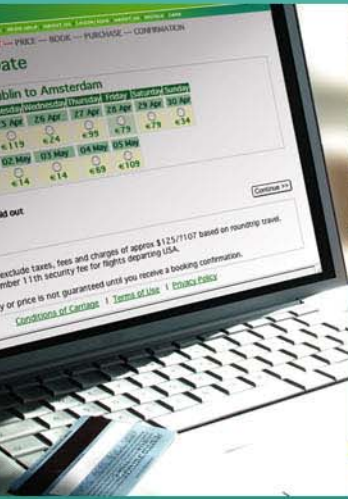 — PRICE — BOOK — PURCHASE — CONFIRMATION
ate
blin to Amsterdam
esday Wednesday Thursday Friday Saturday Sunday
5 Apr 26 Apr 27 Apr 28 Apr 29 Apr 30 Apr
€119 €24 €99 €79 €79 €34
02 May 03 May 04 May 05 May
€14 €14 €69 €109
ld out
Continue >>
exclude taxes, fees and charges of approx $125/?107 based on roundtrip travel.
mber 11th security fee for flights departing USA.
y or price is not guaranteed until you receive a booking confirmation.
Conditions of Carriage | Terms of Use | Privacy Policy